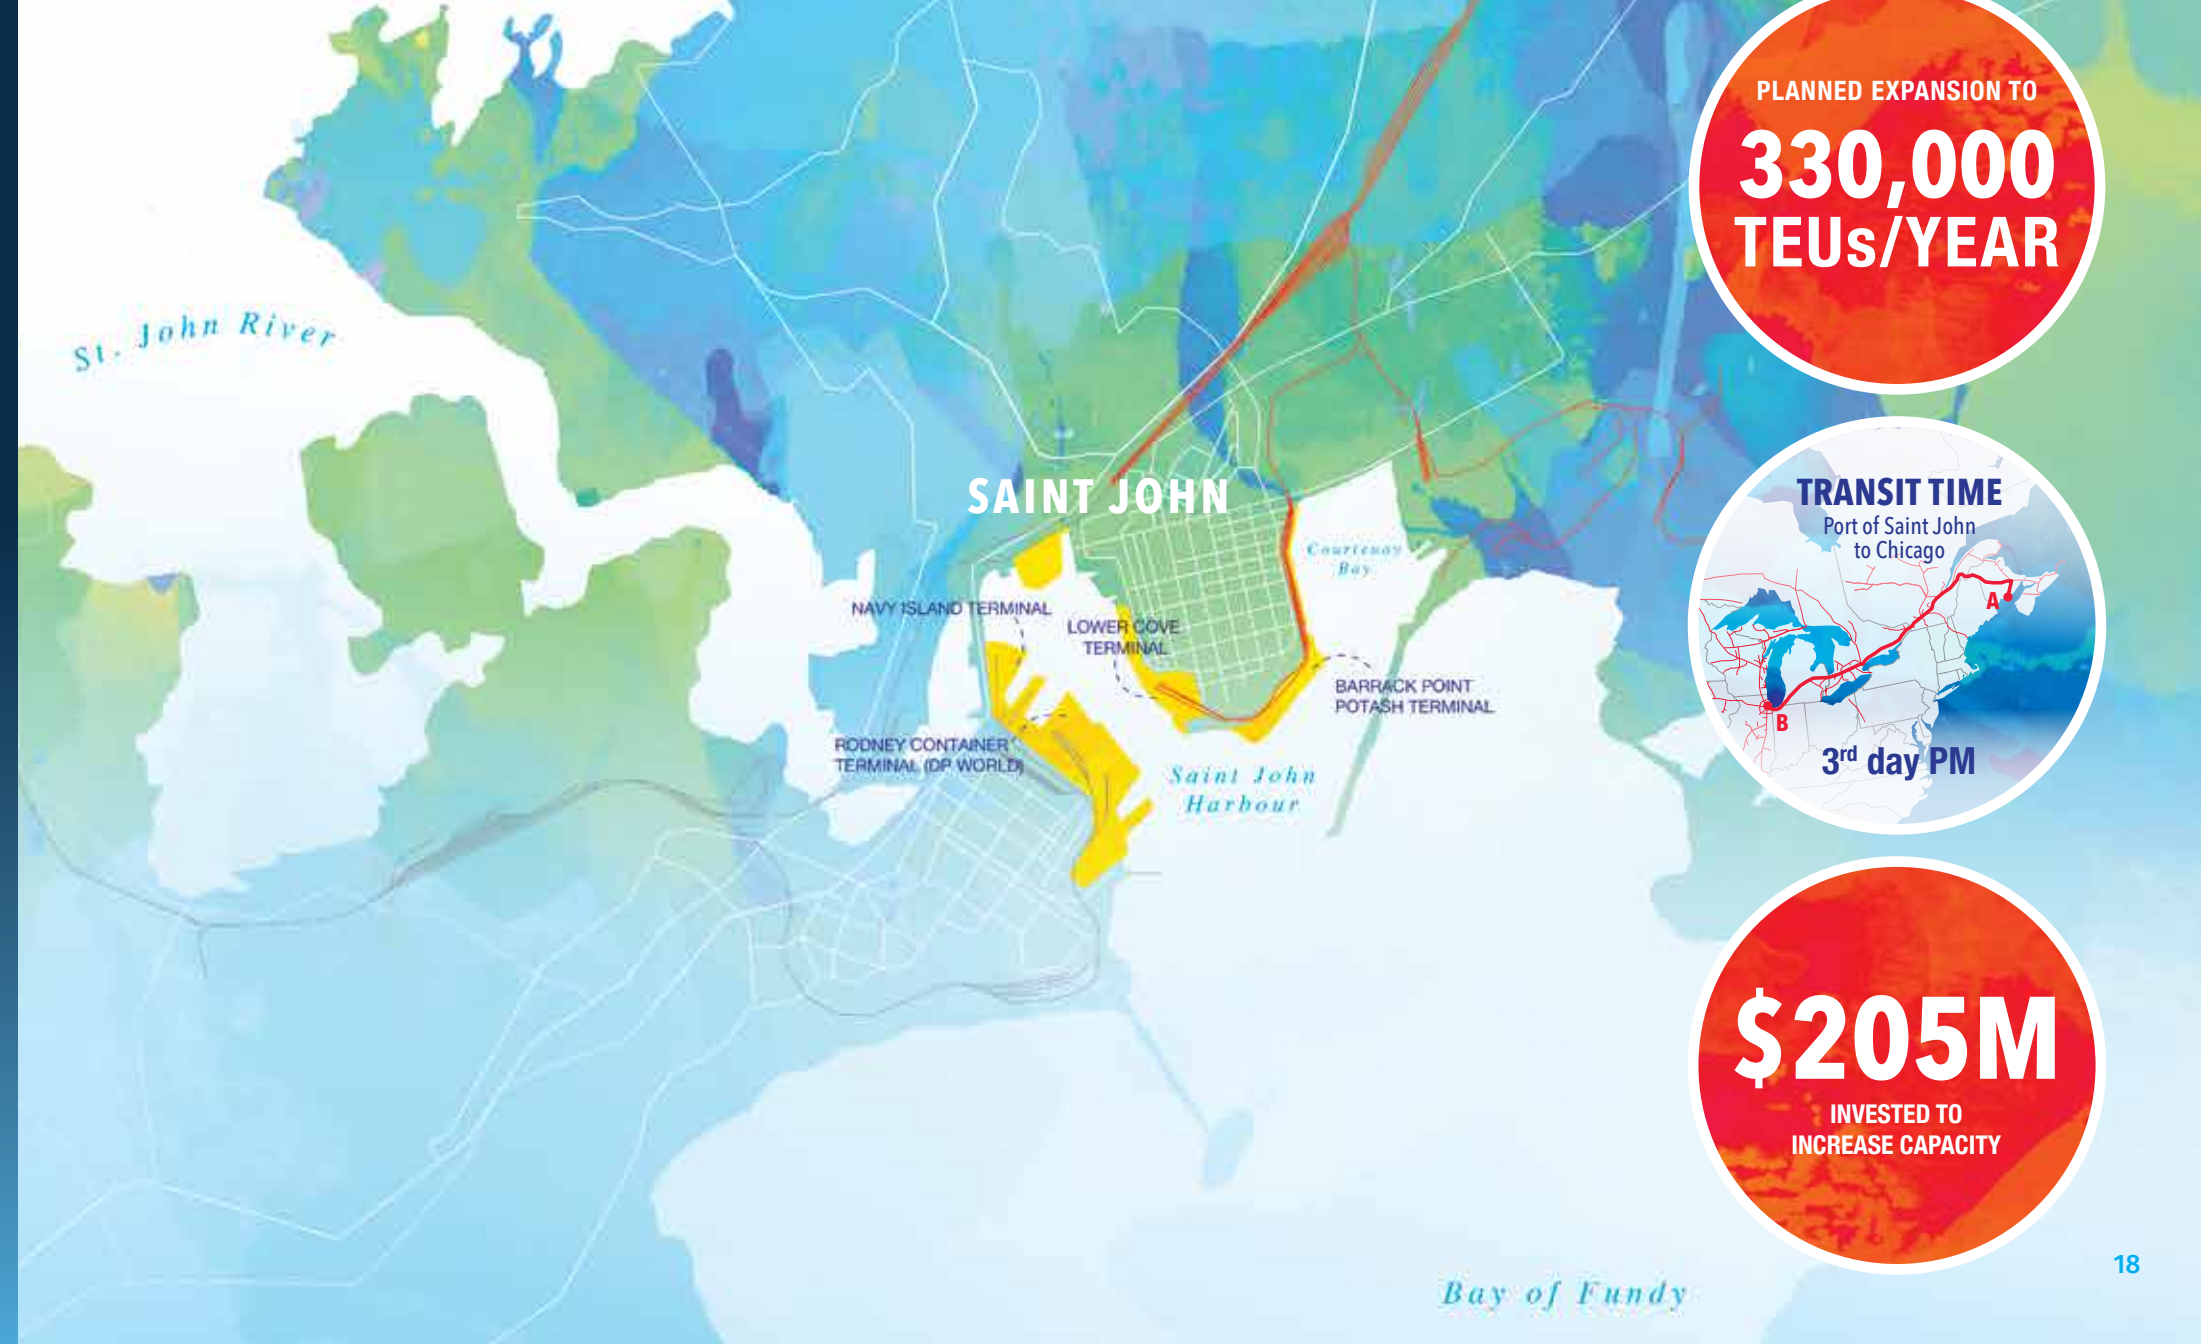 PLANNED EXPANSION TO
330,000
TEUs/YEAR
St. John River
SAINT JOHN
TRANSIT TIME
Port of Saint John
to Chicago
A
B
3rd day PM
Courtenay
Bay
NAVY ISLAND TERMINAL
LOWER COVE
TERMINAL
BARRACK POINT
POTASH TERMINAL
RODNEY CONTAINER
TERMINAL (DP WORLD)
Saint John
Harbour
$205M
INVESTED TO
INCREASE CAPACITY
18
Bay of Fundy